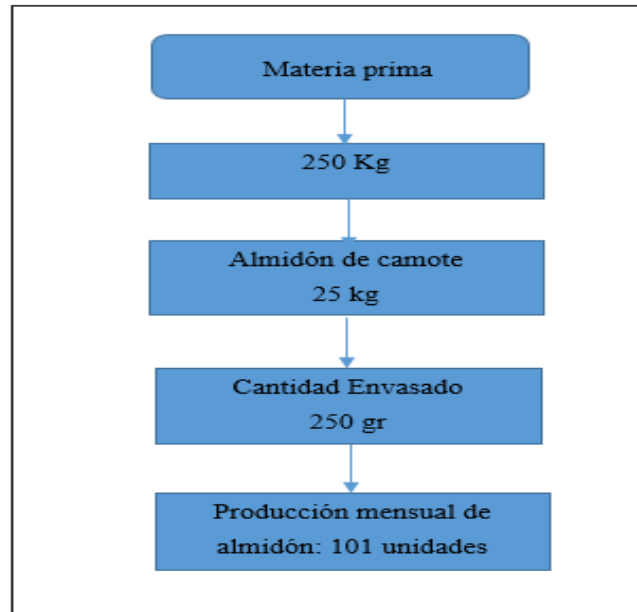 Materia prima
250 Kg
Almidón de camote
25 kg
Cantidad Envasado
250 gr
Producción mensual de
almidón: 101 unidades